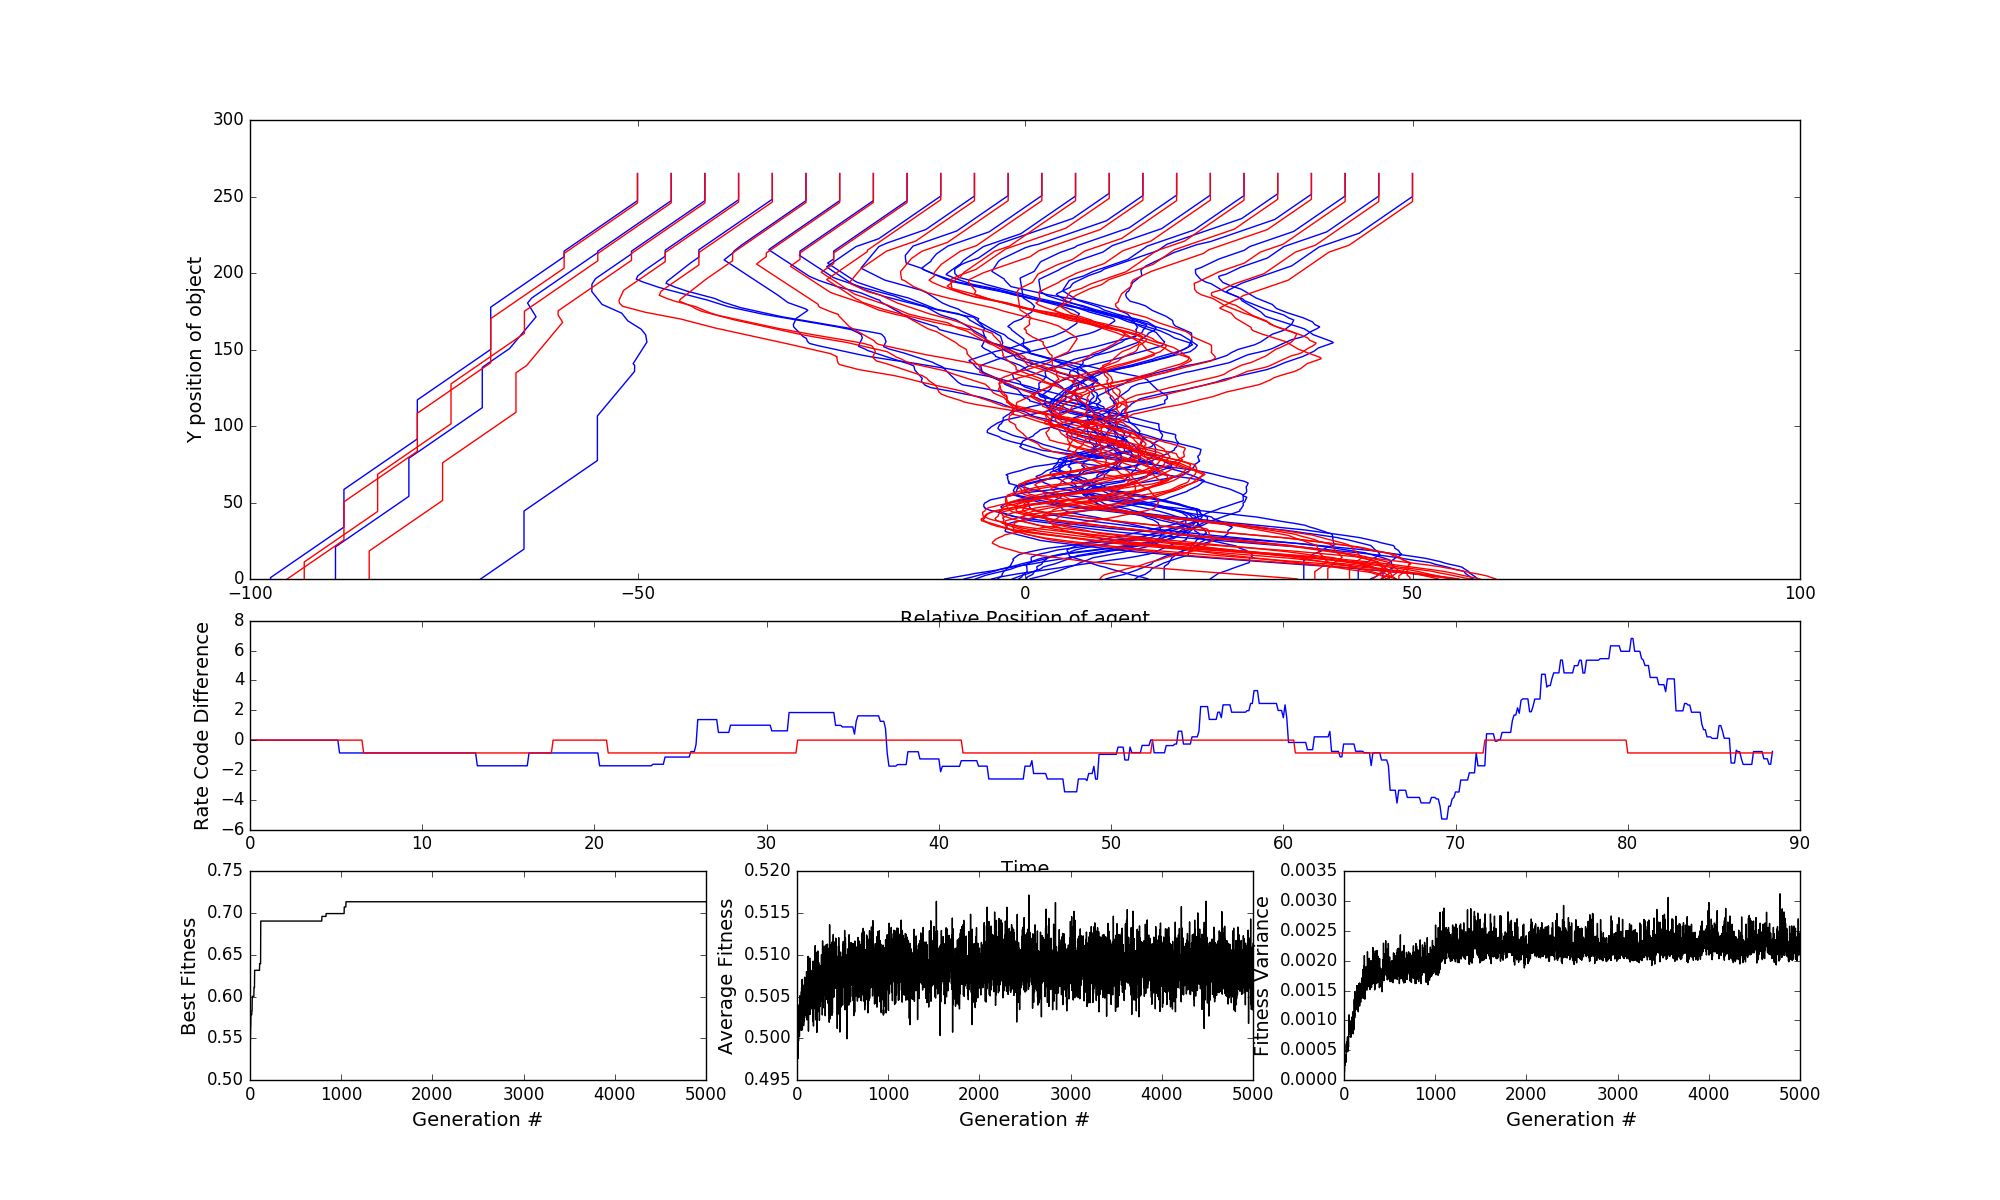 300
250
200
150
100
50
0
Y position of object
−100 −50 0 50 100
Relative Position of agent
8
6
4
2
0
−2
−4
−6
Rate Code Difference
0 10 20 30 40 50 60 70 80 90
Time
0.75
0.70
0.65
0.60
0.55
0.50
Best Fitness
0 1000 2000 3000 4000 5000
Generation #
0.520
0.515
0.510
0.505
0.500
0.495
Average Fitness
0 1000 2000 3000 4000 5000
Generation #
0.0035
0.0030
0.0025
0.0020
0.0015
0.0010
0.0005
0.0000
Fitness Variance
0 1000 2000 3000 4000 5000
Generation #